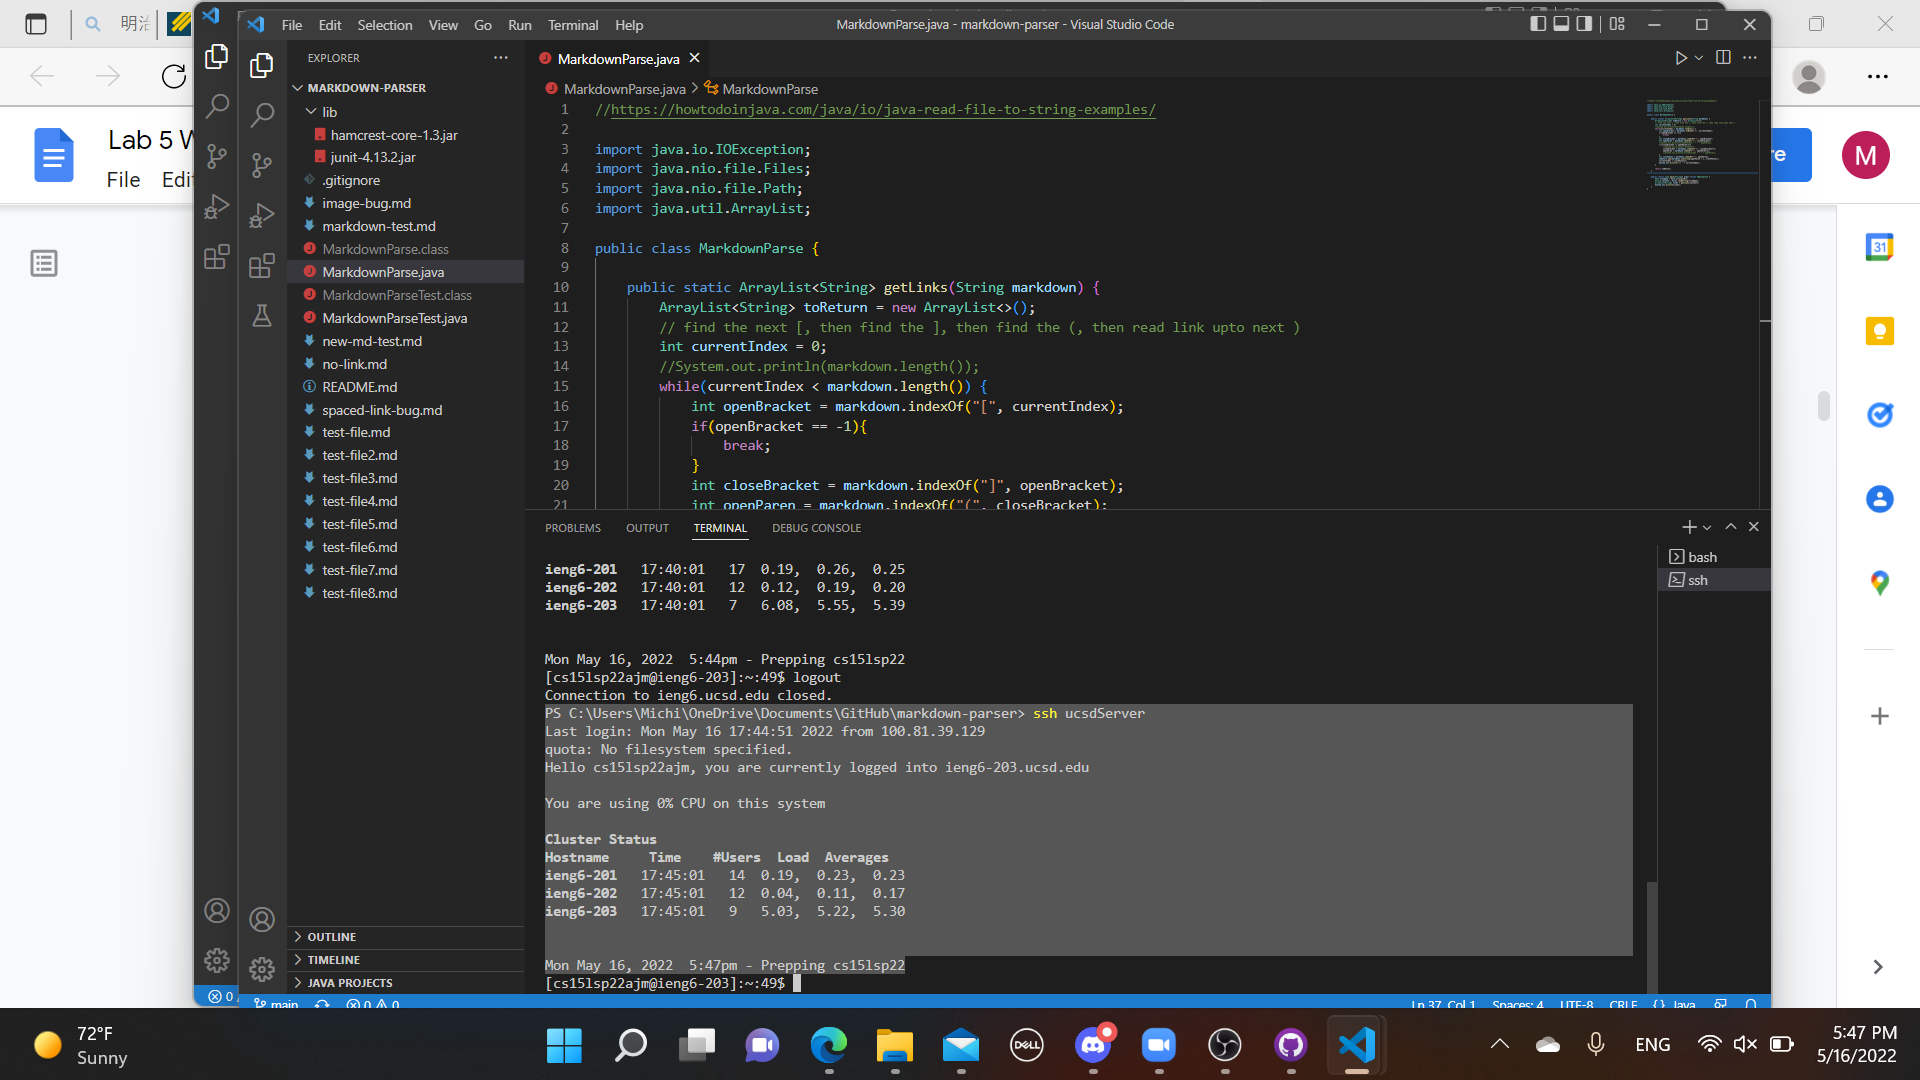 明治
File Edit Selection View Go Run Terminal Help
MarkdownParse.java - markdown-parser - Visual Studio Code
Lab 5 W
File Edi
re
M
31
EXPLORER
MARKDOWN-PARSER
lib
hamcrest-core-1.3.jar
junit-4.13.2.jar
.gitignore
image-bug.md
markdown-test.md
MarkdownParse.class
MarkdownParse.java
MarkdownParseTest.class
MarkdownParseTest.java
new-md-test.md
no-link.md
README.md
spaced-link-bug.md
test-file.md
test-file2.md
test-file3.md
test-file4.md
test-file5.md
test-file6.md
test-file7.md
test-file8.md
OUTLINE
TIMELINE
JAVA PROJECTS
MarkdownParse.java
MarkdownParse.java > MarkdownParse
1 //https://howtodoinjava.com/java/io/java-read-file-to-string-examples/
2
3 import java.io.IOException;
4 import java.nio.file.Files;
5 import java.nio.file.Path;
6 import java.util.ArrayList;
7
8 public class MarkdownParse {
9
10 public static ArrayList<String> getLinks(String markdown) {
11 ArrayList<String> toReturn = new ArrayList<>();
12 // find the next [, then find the ], then find the (, then read link upto next )
13 int currentIndex = 0;
14 //System.out.println(markdown.length());
15 while(currentIndex < markdown.length()) {
16 int openBracket = markdown.indexOf("[", currentIndex);
17 if(openBracket == -1){
18 break;
19 }
20 int closeBracket = markdown.indexOf("]", openBracket);
21 int openParen = markdown.indexOf("(", closeBracket);
PROBLEMS OUTPUT TERMINAL DEBUG CONSOLE
bash
ssh
ieng6-201 17:40:01 17 0.19, 0.26, 0.25
ieng6-202 17:40:01 12 0.12, 0.19, 0.20
ieng6-203 17:40:01 7 6.08, 5.55, 5.39
Mon May 16, 2022 5:44pm - Prepping cs15lsp22
[cs15lsp22ajm@ieng6-203]:~:49$ logout
Connection to ieng6.ucsd.edu closed.
PS C:\Users\Michi\OneDrive\Documents\GitHub\markdown-parser> ssh ucsdServer
Last login: Mon May 16 17:44:51 2022 from 100.81.39.129
quota: No filesystem specified.
Hello cs15lsp22ajm, you are currently logged into ieng6-203.ucsd.edu
You are using 0% CPU on this system
Cluster Status
Hostname Time #Users Load Averages
ieng6-201 17:45:01 14 0.19, 0.23, 0.23
ieng6-202 17:45:01 12 0.04, 0.11, 0.17
ieng6-203 17:45:01 9 5.03, 5.22, 5.30
Mon May 16, 2022 5:47pm - Prepping cs15lsp22
[cs15lsp22ajm@ieng6-203]:~:49$
0
main 0 0
Ln 37, Col 1 Spaces: 4 UTF-8 CRLF {} Java
72°F
Sunny
DELL
ENG
5:47 PM
5/16/2022